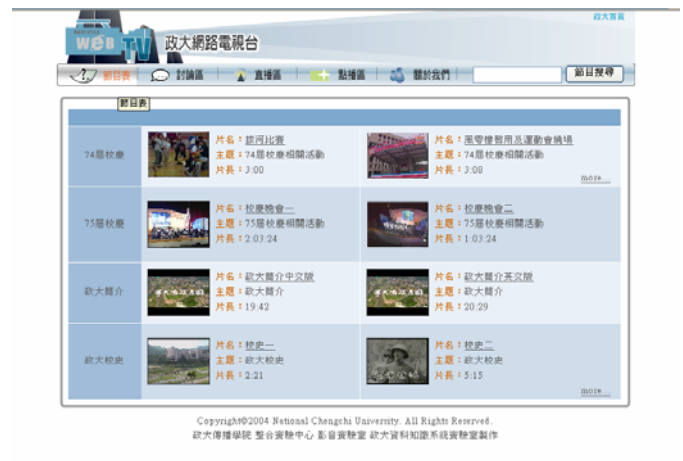 政大首頁
WEB TV 政大網路電視台
節目表 討論區 直播區 點播區 關於我們 節目搜尋
節目表
74屆校慶
片名：拔河比賽
主題：74屆校慶相關活動
片長：3:00
片名：風雩樓暫用及運動會繞場
主題：74屆校慶相關活動
片長：3:08
more...
75屆校慶
片名：校慶晚會一
主題：75屆校慶相關活動
片長：2:03:24
片名：校慶晚會二
主題：75屆校慶相關活動
片長：1:03:24
政大簡介
片名：政大簡介中文版
主題：政大簡介
片長：19:42
片名：政大簡介英文版
主題：政大簡介
片長：20:29
政大校史
片名：校史一
主題：政大校史
片長：2:21
片名：校史二
主題：政大校史
片長：5:15
more...
Copyright©2004 National Chengchi University. All Rights Reserved.
政大傳播學院 整合實驗中心 影音實驗室 政大資料知識系統實驗室製作